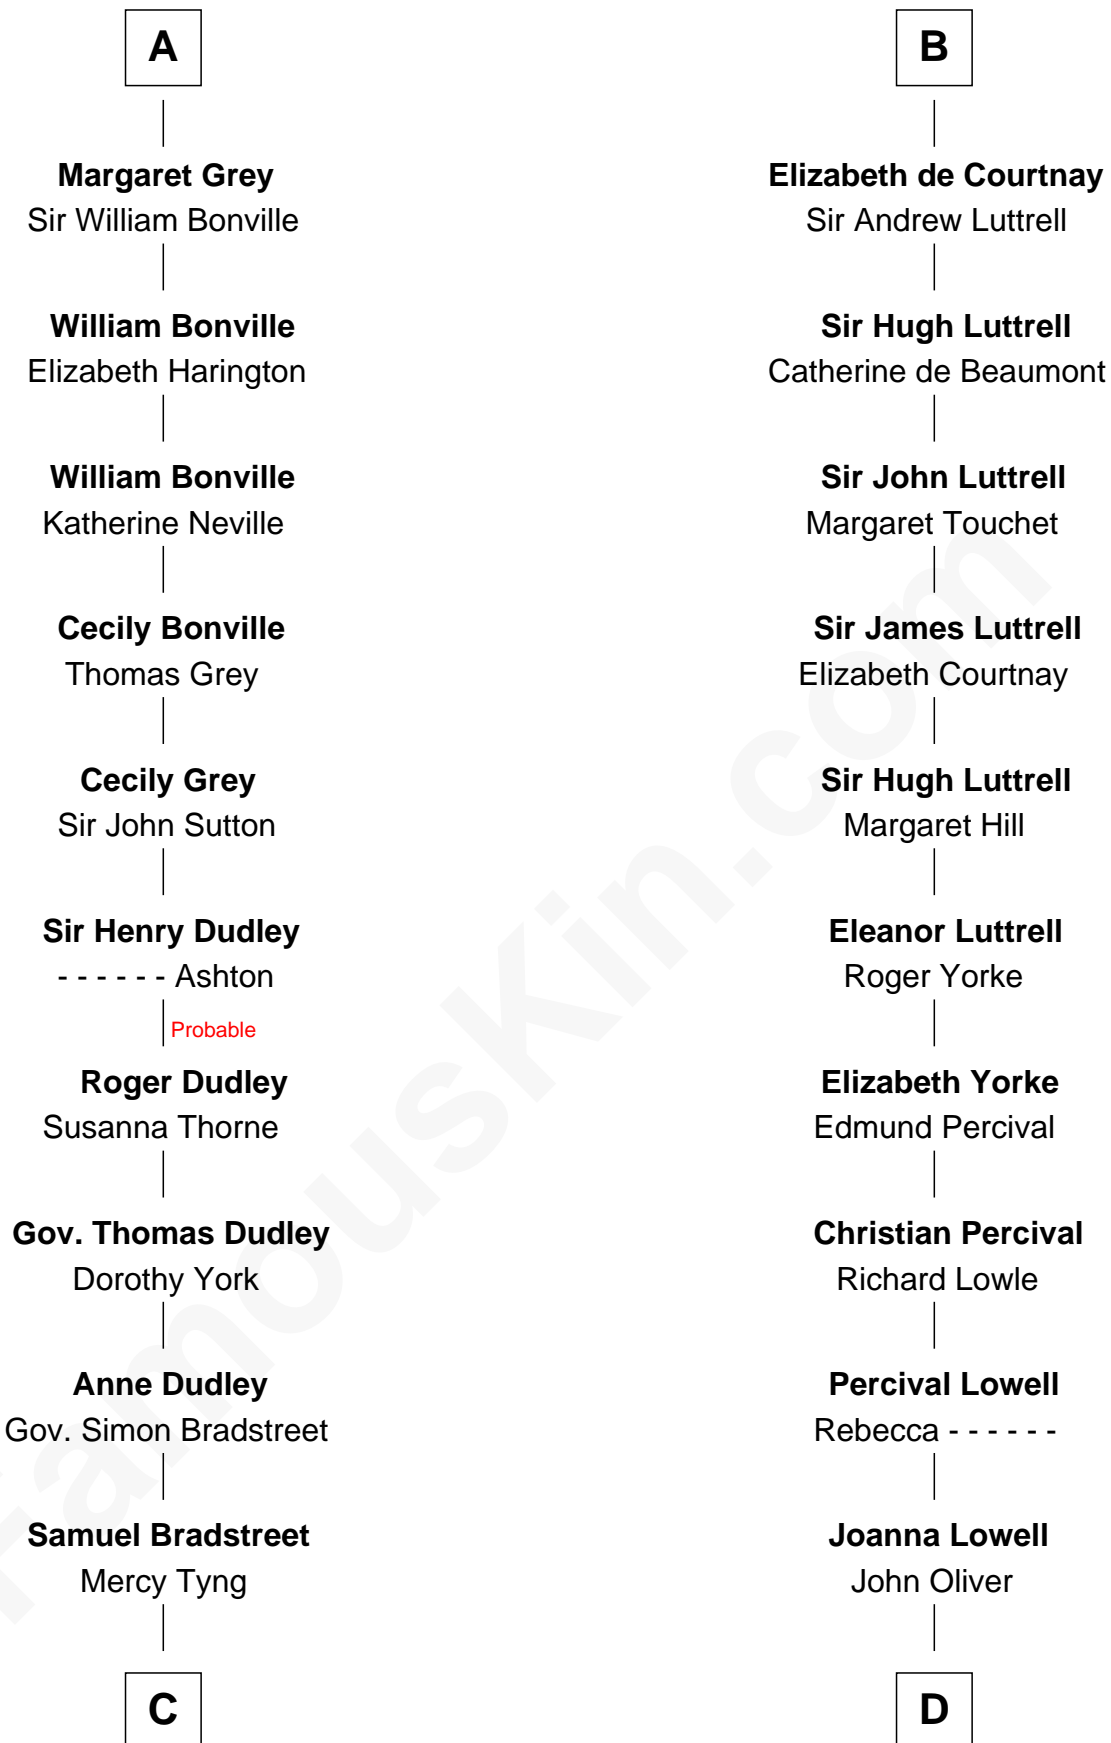 A
Margaret Grey
Sir William Bonville
William Bonville
Elizabeth Harington
William Bonville
Katherine Neville
Cecily Bonville
Thomas Grey
Cecily Grey
Sir John Sutton
Sir Henry Dudley
- - - - - - Ashton
Probable
Roger Dudley
Susanna Thorne
Gov. Thomas Dudley
Dorothy York
Anne Dudley
Gov. Simon Bradstreet
Samuel Bradstreet
Mercy Tyng
C
B
Elizabeth de Courtnay
Sir Andrew Luttrell
Sir Hugh Luttrell
Catherine de Beaumont
Sir John Luttrell
Margaret Touchet
Sir James Luttrell
Elizabeth Courtnay
Sir Hugh Luttrell
Margaret Hill
Eleanor Luttrell
Roger Yorke
Elizabeth Yorke
Edmund Percival
Christian Percival
Richard Lowle
Percival Lowell
Rebecca - - - - - -
Joanna Lowell
John Oliver
D
FamousKin.com